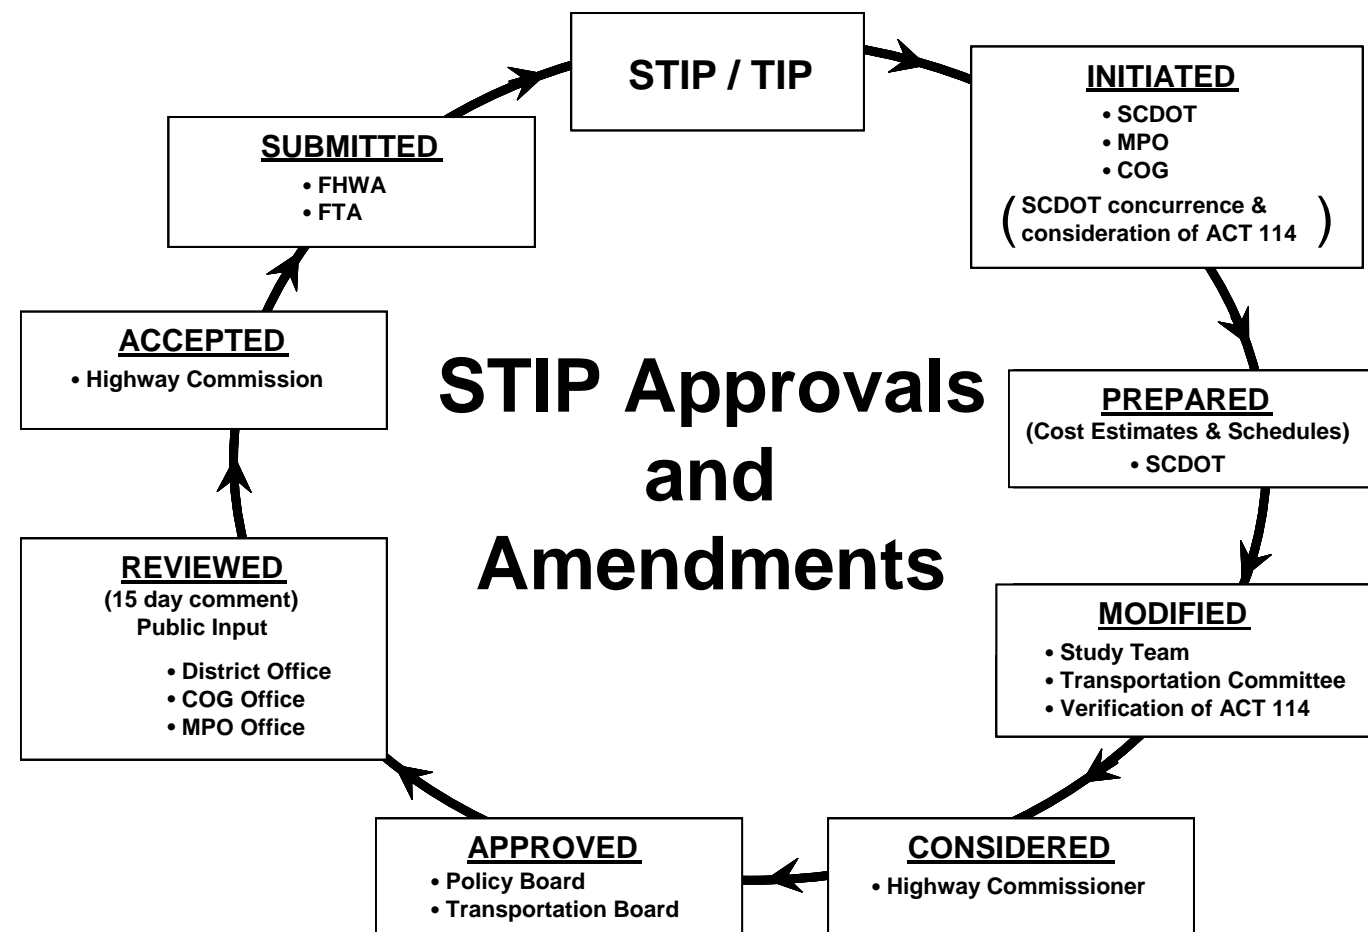 STIP / TIP
INITIATED
• SCDOT
• MPO
• COG
(SCDOT concurrence &
consideration of ACT 114)
PREPARED
(Cost Estimates & Schedules)
• SCDOT
MODIFIED
• Study Team
• Transportation Committee
• Verification of ACT 114
CONSIDERED
• Highway Commissioner
APPROVED
• Policy Board
• Transportation Board
REVIEWED
(15 day comment)
Public Input
• District Office
• COG Office
• MPO Office
ACCEPTED
• Highway Commission
SUBMITTED
• FHWA
• FTA
STIP Approvals
and
Amendments